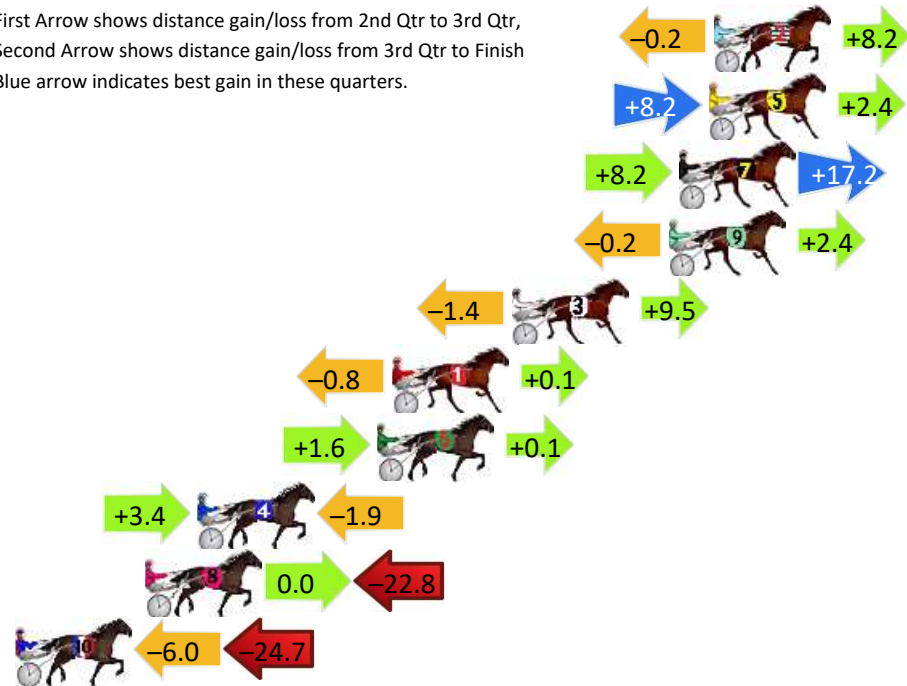 First Arrow shows distance gain/loss from 2nd Qtr to 3rd Qtr,
Second Arrow shows distance gain/loss from 3rd Qtr to Finish
Blue arrow indicates best gain in these quarters.
–0.2 2 +8.2
+8.2 5 +2.4
+8.2 7 +17.2
–0.2 9 +2.4
–1.4 3 +9.5
–0.8 1 +0.1
+1.6 6 +0.1
+3.4 4 –1.9
8 0.0 –22.8
10 –6.0 –24.7